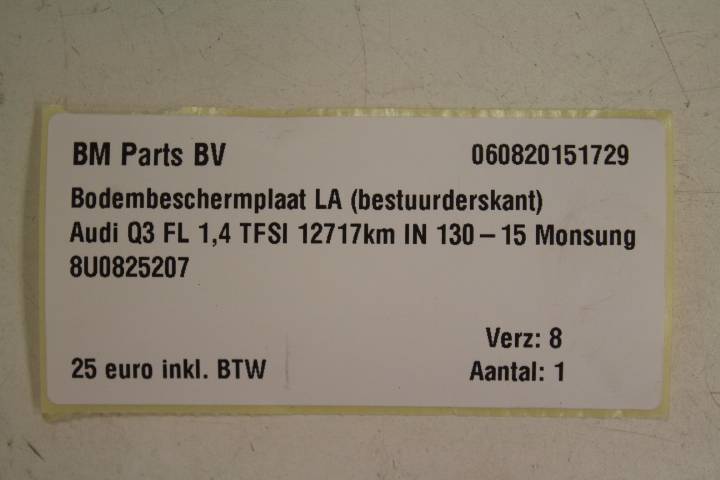 BM Parts BV 060820151729
Bodembeschermplaat LA (bestuurderskant)
Audi Q3 FL 1,4 TFSI 12717km IN 130 – 15 Monsung
8U0825207
Verz: 8
25 euro inkl. BTW Aantal: 1